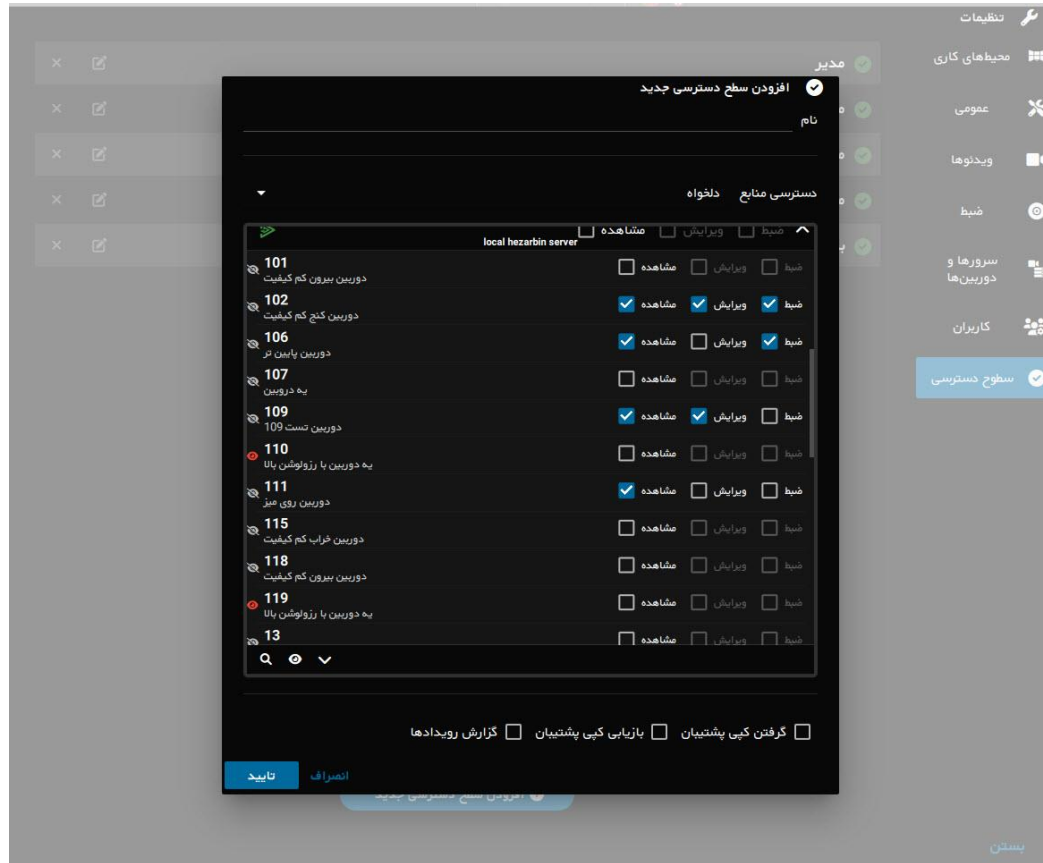 تنظیمات
محیط‌های کاری
عمومی
ویدئوها
ضبط
سرورها و
دوربین‌ها
کاربران
سطوح دسترسی
مدیر
افزودن سطح دسترسی جدید
نام
دسترسی منابع دلخواه
ضبط ویرایش مشاهده
local hezarbin server
ضبط ویرایش مشاهده 101
دوربین بیرون کم کیفیت
ضبط ویرایش مشاهده 102
دوربین کنج کم کیفیت
ضبط ویرایش مشاهده 106
دوربین پایین تر
ضبط ویرایش مشاهده 107
یه دروبین
ضبط ویرایش مشاهده 109
دوربین تست 109
ضبط ویرایش مشاهده 110
یه دوربین با رزولوشن بالا
ضبط ویرایش مشاهده 111
دوربین روی میز
ضبط ویرایش مشاهده 115
دوربین خراب کم کیفیت
ضبط ویرایش مشاهده 118
دوربین بیرون کم کیفیت
ضبط ویرایش مشاهده 119
یه دوربین با رزولوشن بالا
ضبط ویرایش مشاهده 13
گرفتن کپی پشتیبان بازیابی کپی پشتیبان گزارش رویدادها
انصراف تایید
افزودن سطح دسترسی جدید
بستن